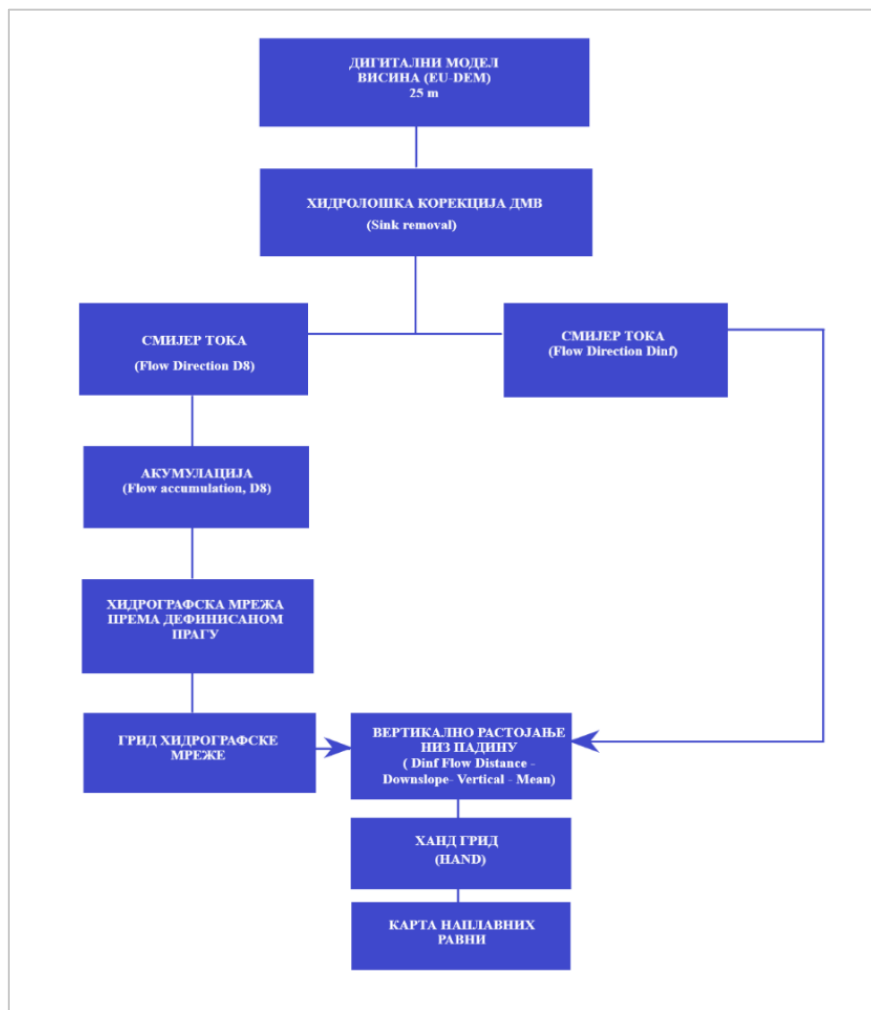 ДИГИТАЛНИ МОДЕЛ
ВИСИНА (EU-DEM)
25 m
ХИДРОЛОШКА КОРЕКЦИЈА ДМВ
(Sink removal)
СМИЈЕР ТОКА
(Flow Direction D8)
СМИЈЕР ТОКА
(Flow Direction Dinf)
АКУМУЛАЦИЈА
(Flow accumulation, D8)
ХИДРОГРАФСКА МРЕЖА
ПРЕМА ДЕФИНИСАНОМ
ПРАГУ
ГРИД ХИДРОГРАФСКЕ
МРЕЖЕ
ВЕРТИКАЛНО РАСТОЈАЊЕ
НИЗ ПАДИНУ
( Dinf Flow Distance -
Downslope- Vertical - Mean)
ХАНД ГРИД
(HAND)
КАРТА НАПЛАВНИХ
РАВНИ